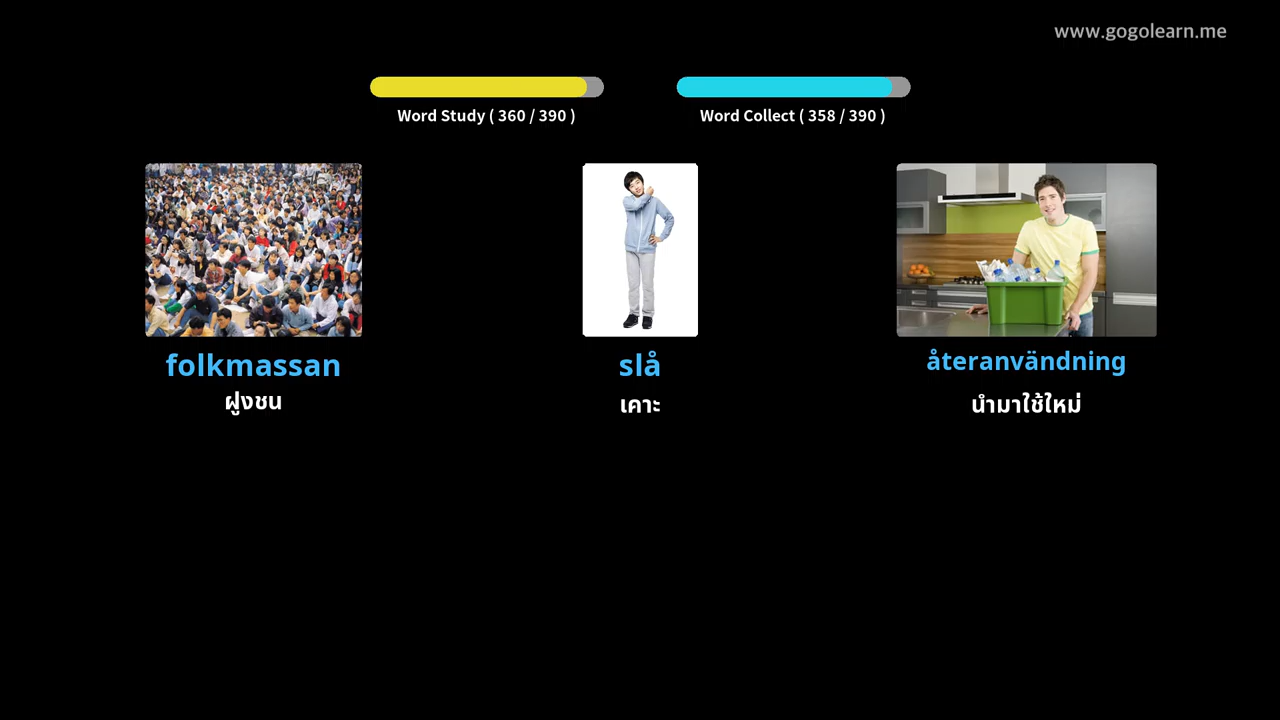 www.gogolearn.me
Word Study ( 360 / 390 )
Word Collect ( 358 / 390 )
folkmassan
ฝูงชน
slå
เคาะ
återanvändning
นำมาใช้ใหม่